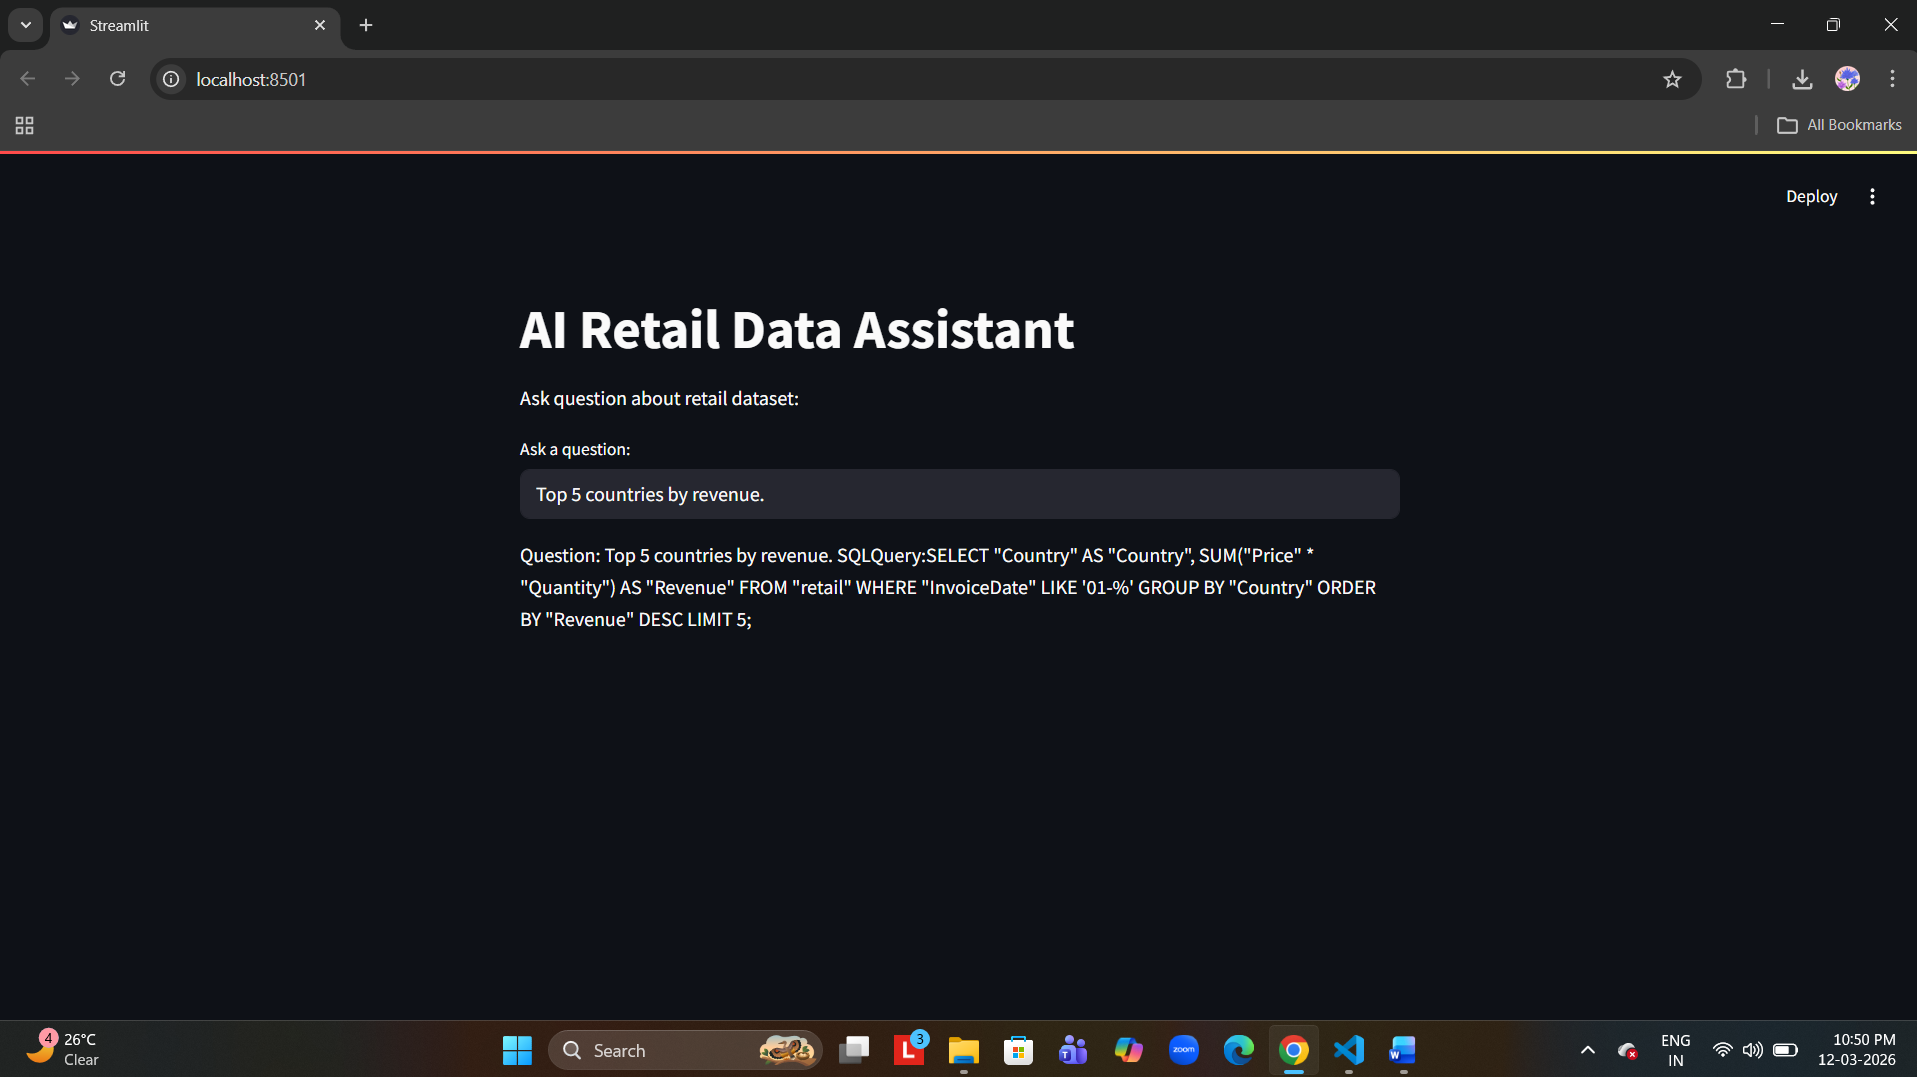 Streamlit
localhost:8501
All Bookmarks
Deploy
AI Retail Data Assistant
Ask question about retail dataset:
Ask a question:
Top 5 countries by revenue.
Question: Top 5 countries by revenue. SQLQuery:SELECT "Country" AS "Country", SUM("Price" *
"Quantity") AS "Revenue" FROM "retail" WHERE "InvoiceDate" LIKE '01-%' GROUP BY "Country" ORDER
BY "Revenue" DESC LIMIT 5;
4
26°C
Clear
Search
L
3
T
zoom
W
ENG
IN
10:50 PM
12-03-2026